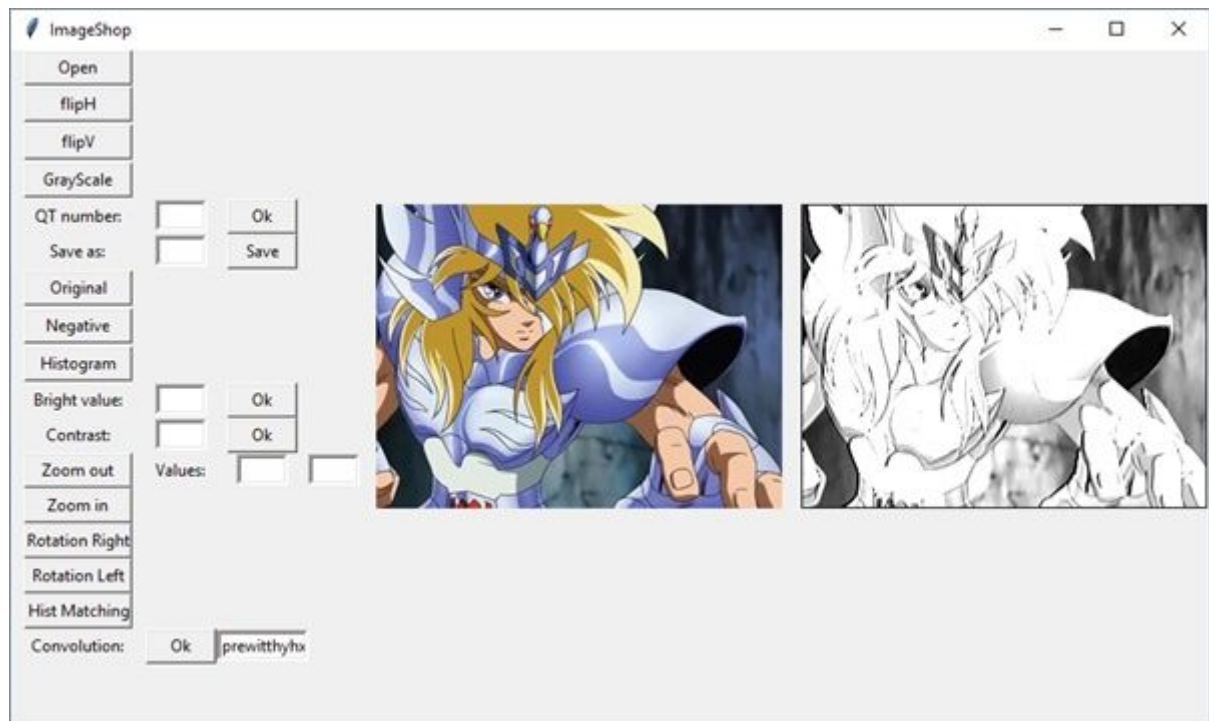 ImageShop
Open
flipH
flipV
GrayScale
QT number: Ok
Save as: Save
Original
Negative
Histogram
Bright value: Ok
Contrast: Ok
Zoom out Values:
Zoom in
Rotation Right
Rotation Left
Hist Matching
Convolution: Ok prewitthyhx